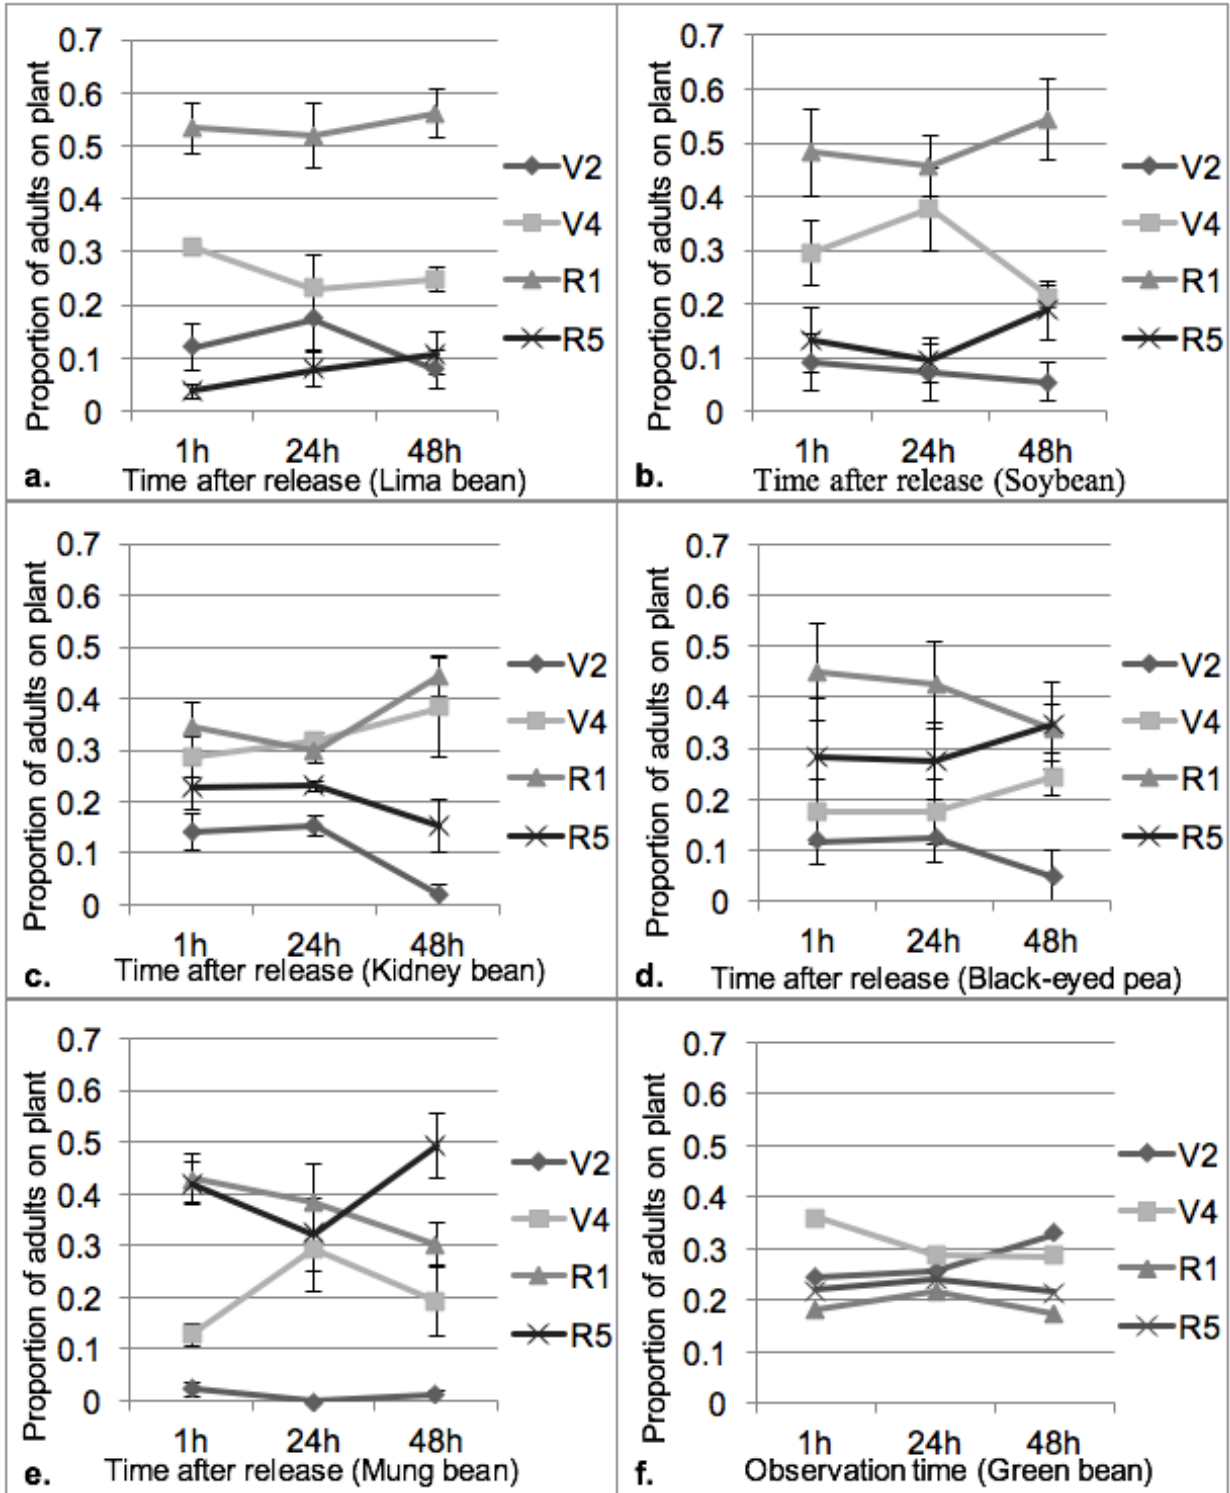 Proportion of adults on plant
0.7
0.6
0.5
0.4
0.3
0.2
0.1
0
1h 24h 48h
V2
V4
R1
R5
a. Time after release (Lima bean)
Proportion of adults on plant
0.7
0.6
0.5
0.4
0.3
0.2
0.1
0
1h 24h 48h
V2
V4
R1
R5
b. Time after release (Soybean)
Proportion of adults on plant
0.7
0.6
0.5
0.4
0.3
0.2
0.1
0
1h 24h 48h
V2
V4
R1
R5
c. Time after release (Kidney bean)
Proportion of adults on plant
0.7
0.6
0.5
0.4
0.3
0.2
0.1
0
1h 24h 48h
V2
V4
R1
R5
d. Time after release (Black-eyed pea)
Proportion of adults on plant
0.7
0.6
0.5
0.4
0.3
0.2
0.1
0
1h 24h 48h
V2
V4
R1
R5
e. Time after release (Mung bean)
Proportion of adults on plant
0.7
0.6
0.5
0.4
0.3
0.2
0.1
0
1h 24h 48h
V2
V4
R1
R5
f. Observation time (Green bean)